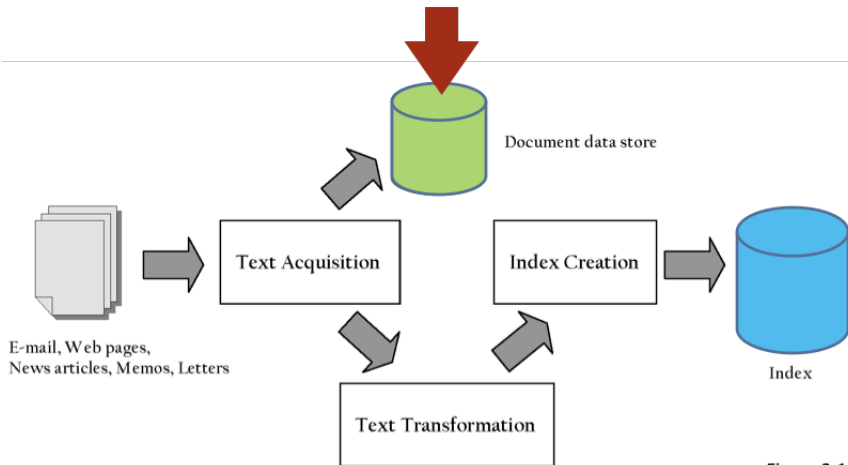 Document data store
Text Acquisition
Index Creation
E-mail, Web pages,
News articles, Memos, Letters
Index
Text Transformation